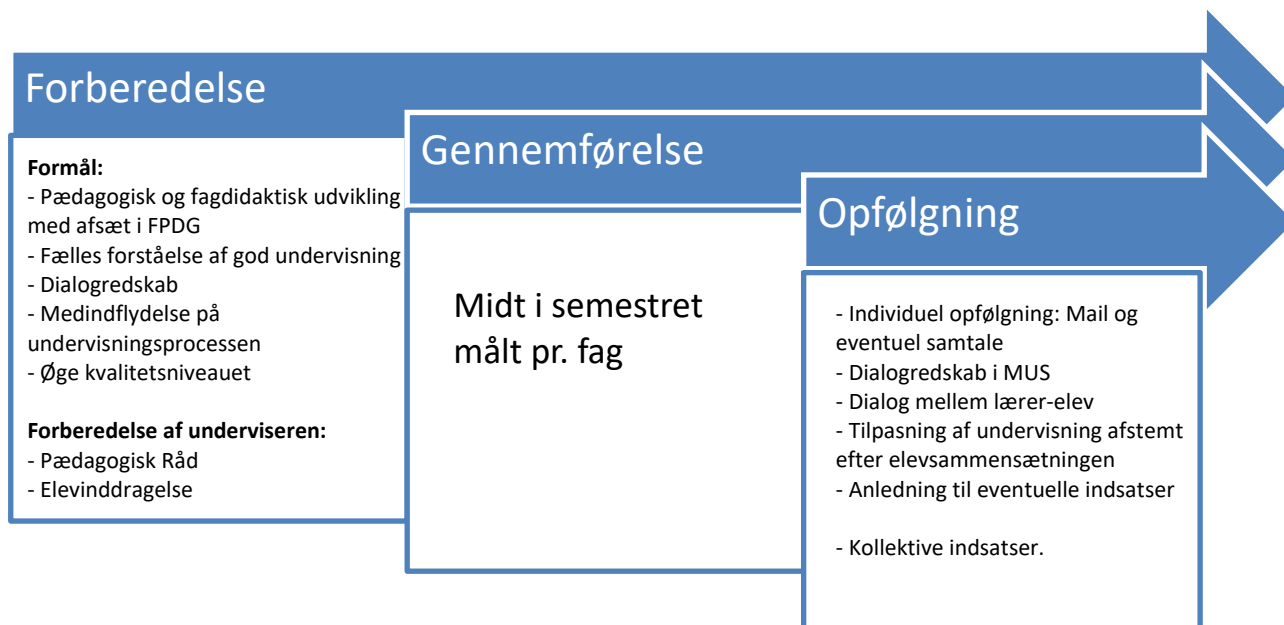 Forberedelse
Formål:
- Pædagogisk og fagdidaktisk udvikling
med afsæt i FPDG
- Fælles forståelse af god undervisning
- Dialogredskab
- Medindflydelse på
undervisningsprocessen
- Øge kvalitetsniveauet
Forberedelse af underviseren:
- Pædagogisk Råd
- Elevinddragelse
Gennemførelse
Midt i semestret
målt pr. fag
Opfølgning
- Individuel opfølgning: Mail og
eventuel samtale
- Dialogredskab i MUS
- Dialog mellem lærer-elev
- Tilpasning af undervisning afstemt
efter elevsammensætningen
- Anledning til eventuelle indsatser
- Kollektive indsatser.